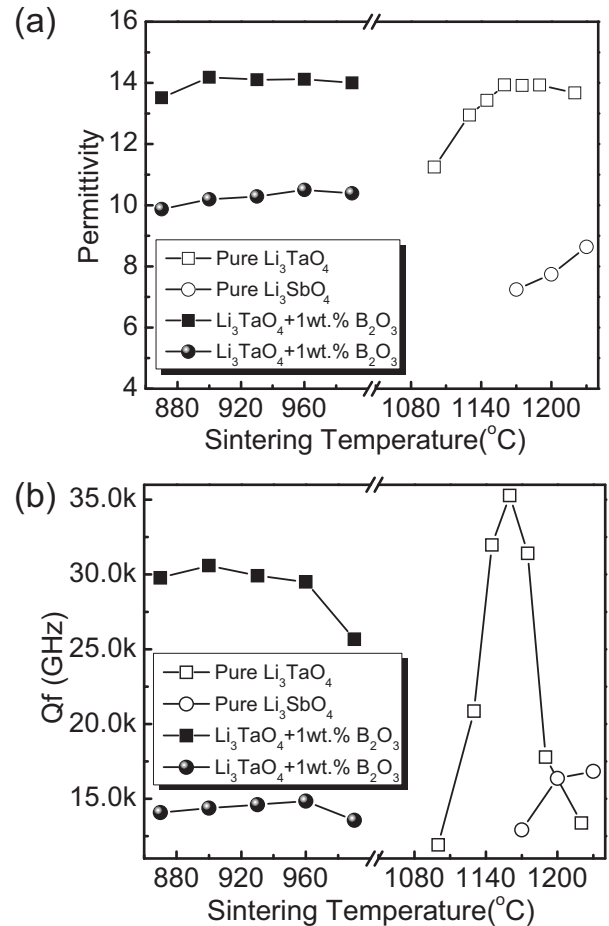 (a)
16
14
12
10
8
6
4
Permittivity
Pure Li₃TaO₄
Pure Li₃SbO₄
Li₃TaO₄+1wt.% B₂O₃
Li₃TaO₄+1wt.% B₂O₃
880 920 960 1080 1140 1200
Sintering Temperature(°C)
(b)
35.0k
30.0k
25.0k
20.0k
15.0k
Qf (GHz)
Pure Li₃TaO₄
Pure Li₃SbO₄
Li₃TaO₄+1wt.% B₂O₃
Li₃TaO₄+1wt.% B₂O₃
880 920 960 1080 1140 1200
Sintering Temperature(°C)